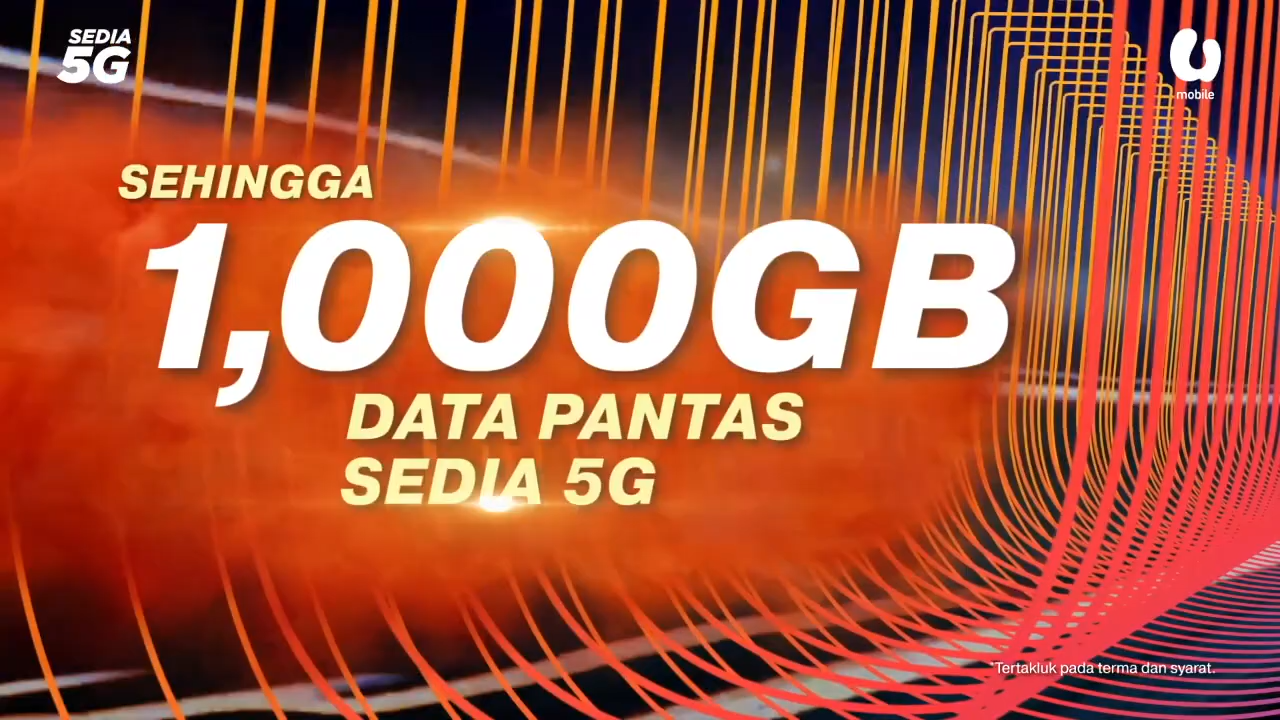 SEDIA
5G
mobile
SEHINGGA
1,000GB
DATA PANTAS
SEDIA 5G
*Tertakluk pada terma dan syarat.